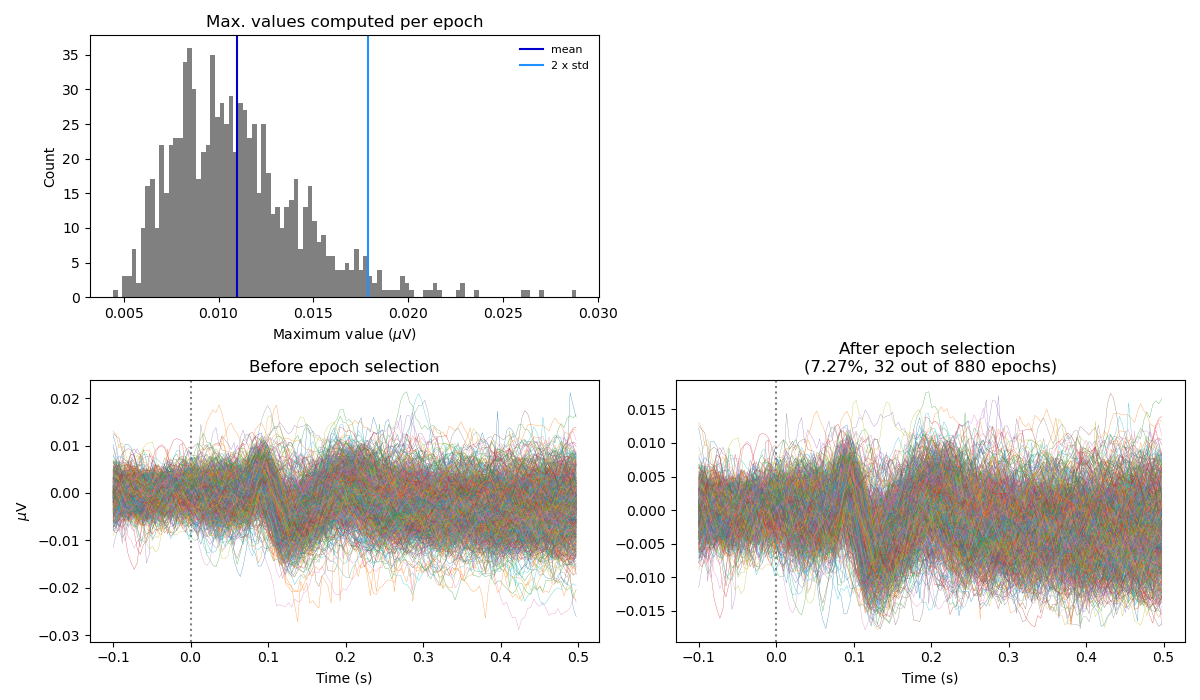 Max. values computed per epoch
mean
2 x std
Count
35
30
25
20
15
10
5
0
0.005 0.010 0.015 0.020 0.025 0.030
Maximum value (μV)
Before epoch selection
μV
0.02
0.01
0.00
−0.01
−0.02
−0.03
−0.1 0.0 0.1 0.2 0.3 0.4 0.5
Time (s)
After epoch selection
(7.27%, 32 out of 880 epochs)
0.015
0.010
0.005
0.000
−0.005
−0.010
−0.015
−0.1 0.0 0.1 0.2 0.3 0.4 0.5
Time (s)